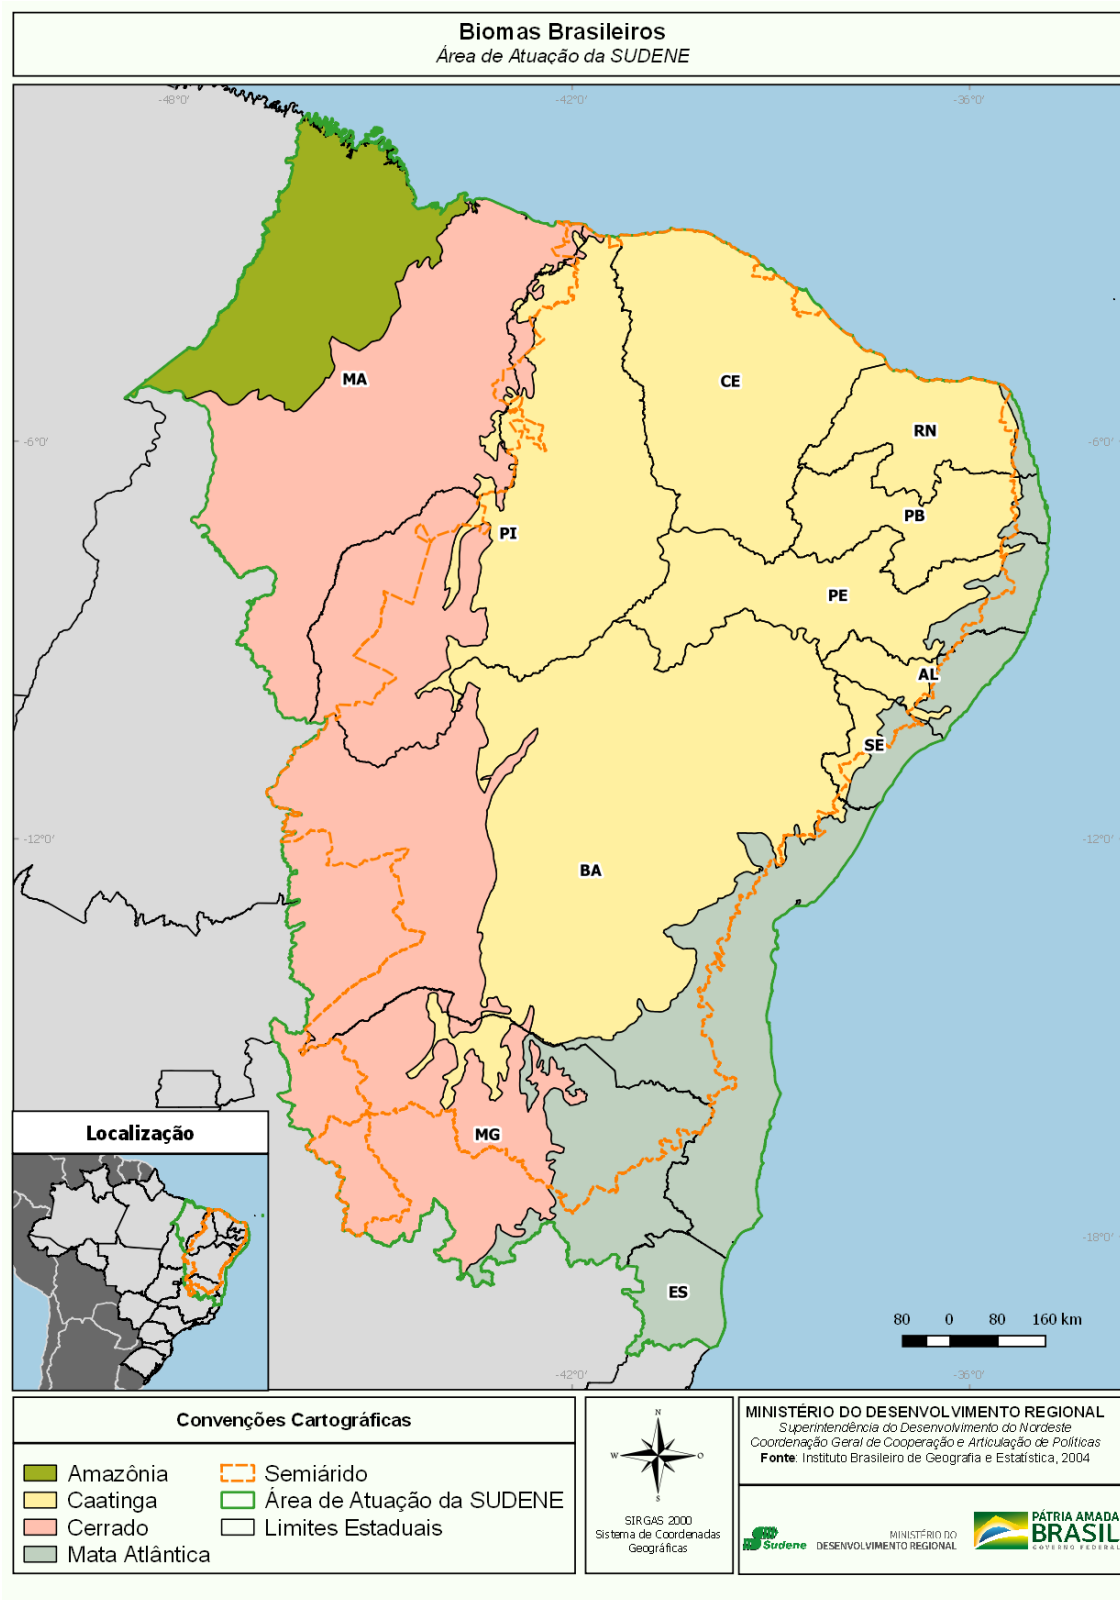 Biomas Brasileiros
Área de Atuação da SUDENE
-48°0'
-42°0'
-36°0'
MA
CE
RN
-6°0'
-6°0'
PB
PI
PE
AL
SE
-12°0'
-12°0'
BA
MG
Localização
-18°0'
ES
80 0 80 160 km
-42°0'
-36°0'
Convenções Cartográficas
Amazônia
Caatinga
Cerrado
Mata Atlântica
Semiárido
Área de Atuação da SUDENE
Limites Estaduais
N
W
O
S
SIRGAS 2000
Sistema de Coordenadas
Geográficas
MINISTÉRIO DO DESENVOLVIMENTO REGIONAL
Superintendência do Desenvolvimento do Nordeste
Coordenação Geral de Cooperação e Articulação de Políticas
Fonte: Instituto Brasileiro de Geografia e Estatística, 2004
Sudene
MINISTÉRIO DO
DESENVOLVIMENTO REGIONAL
PÁTRIA AMADA
BRASIL
GOVERNO FEDERAL